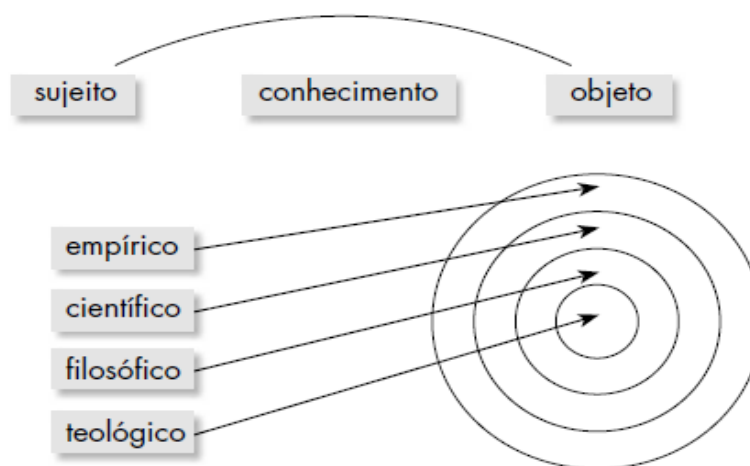 sujeito conhecimento objeto
empírico
científico
filosófico
teológico